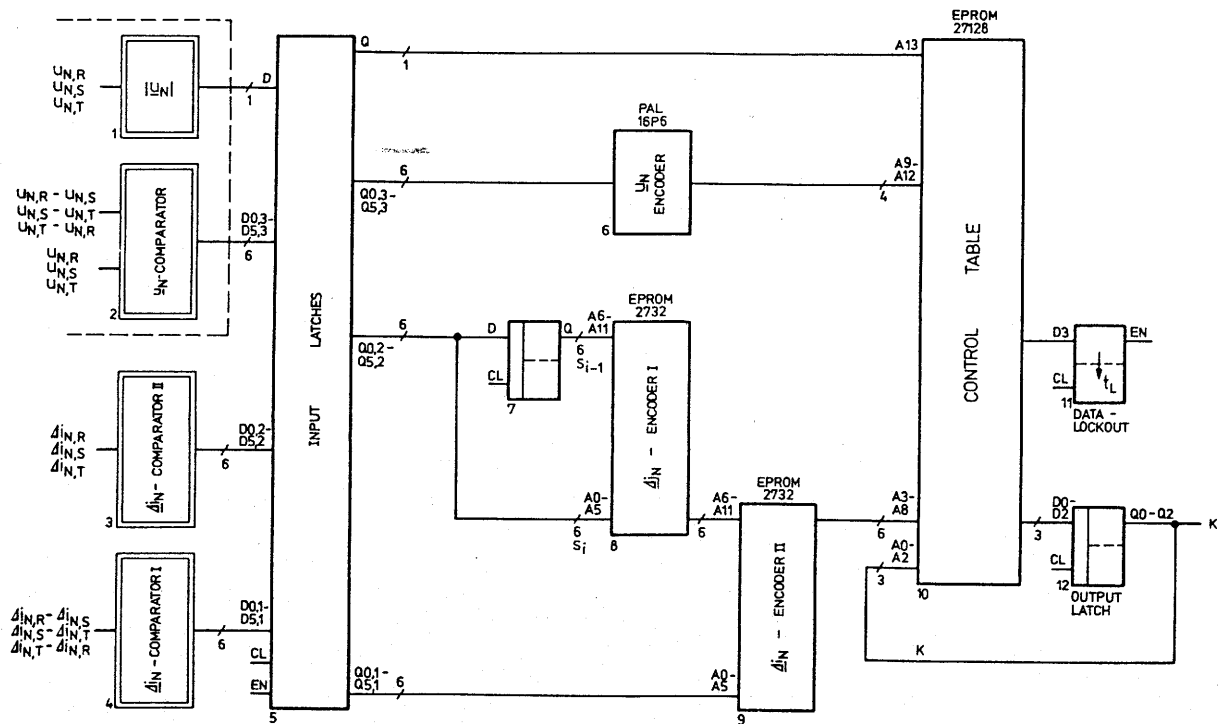 EPROM
27128
u_N,R
u_N,S
u_N,T
|u_N|
1
D
1
Q
1
A13
PAL
16P6
u_N
ENCODER
6
6
Q0,3-
Q5,3
A9-
A12
4
u_N,R - u_N,S
u_N,S - u_N,T
u_N,T - u_N,R
u_N,R
u_N,S
u_N,T
u_N-COMPARATOR
2
D0,3-
D5,3
6
INPUT LATCHES
5
6
Q0,2-
Q5,2
D
Q
CL
7
A6-
A11
6
S_i-1
EPROM
2732
Δi_N - ENCODER I
8
A0-
A5
6
S_i
A6-
A11
6
EPROM
2732
Δi_N - ENCODER II
9
A0-
A5
Δi_N,R
Δi_N,S
Δi_N,T
Δi_N - COMPARATOR II
3
D0,2-
D5,2
6
Δi_N,R - Δi_N,S
Δi_N,S - Δi_N,T
Δi_N,T - Δi_N,R
Δi_N - COMPARATOR I
4
D0,1-
D5,1
6
CL
EN
Q0,1-
Q5,1
6
CONTROL TABLE
10
A3-
A8
6
A0-
A2
3
D3
EN
CL
t_L
11
DATA -
LOCKOUT
D0-
D2
3
Q0-Q2
K
CL
12
OUTPUT
LATCH
K